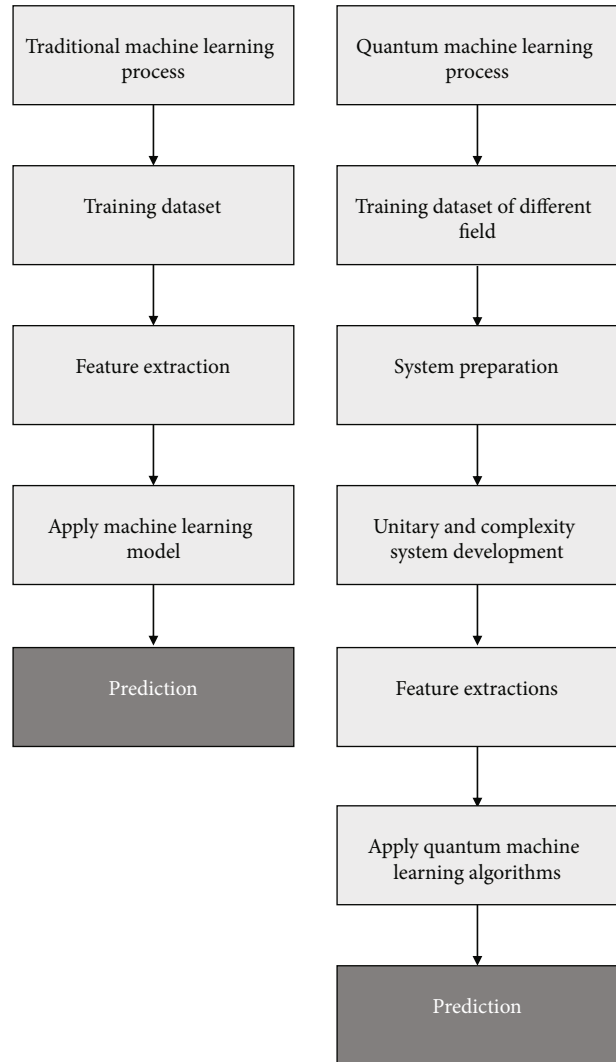 Traditional machine learning
process
Training dataset
Feature extraction
Apply machine learning
model
Prediction
Quantum machine learning
process
Training dataset of different
field
System preparation
Unitary and complexity
system development
Feature extractions
Apply quantum machine
learning algorithms
Prediction